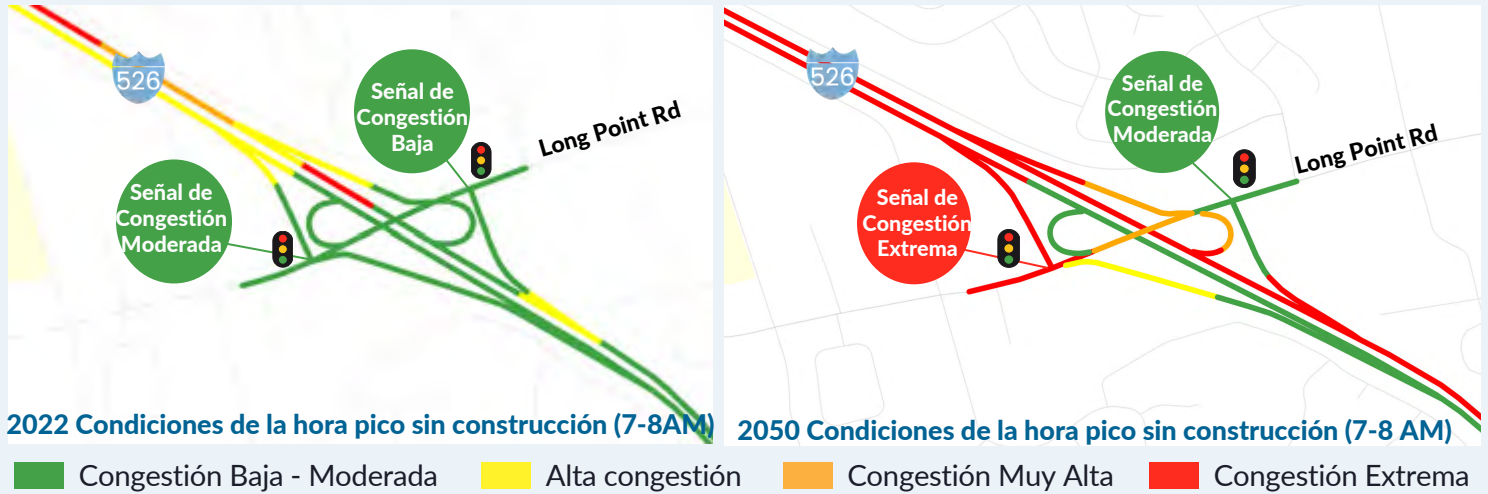 526
Señal de
Congestión
Baja
Long Point Rd
Señal de
Congestión
Moderada
2022 Condiciones de la hora pico sin construcción (7-8AM)
526
Señal de
Congestión
Moderada
Long Point Rd
Señal de
Congestión
Extrema
2050 Condiciones de la hora pico sin construcción (7-8 AM)
Congestión Baja - Moderada
Alta congestión
Congestión Muy Alta
Congestión Extrema